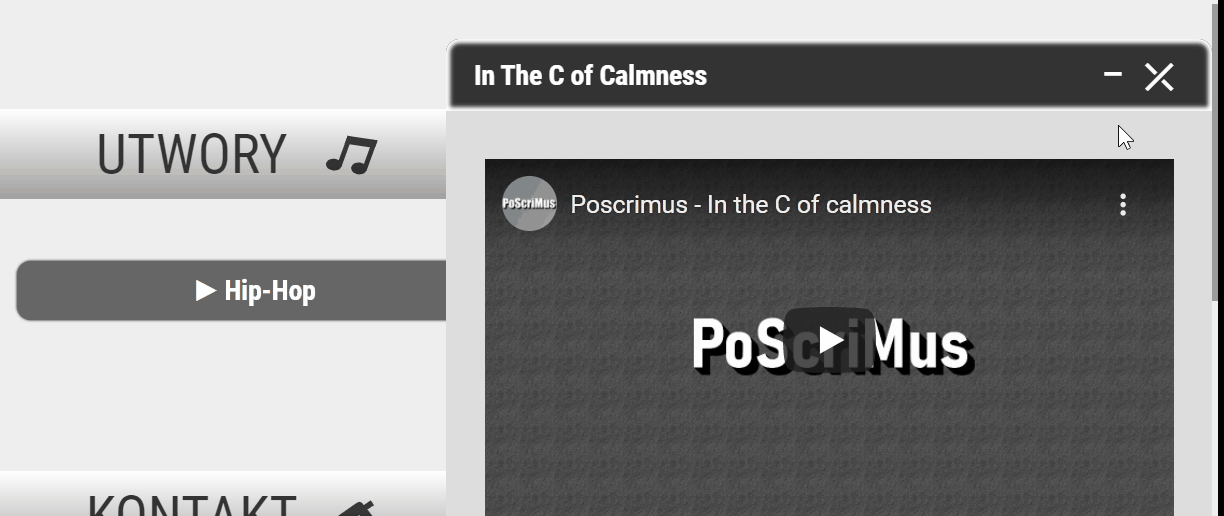 In The C of Calmness
UTWORY
PoScriMus
Poscrimus - In the C of calmness
Hip-Hop
PoScriMus
KONTAKT